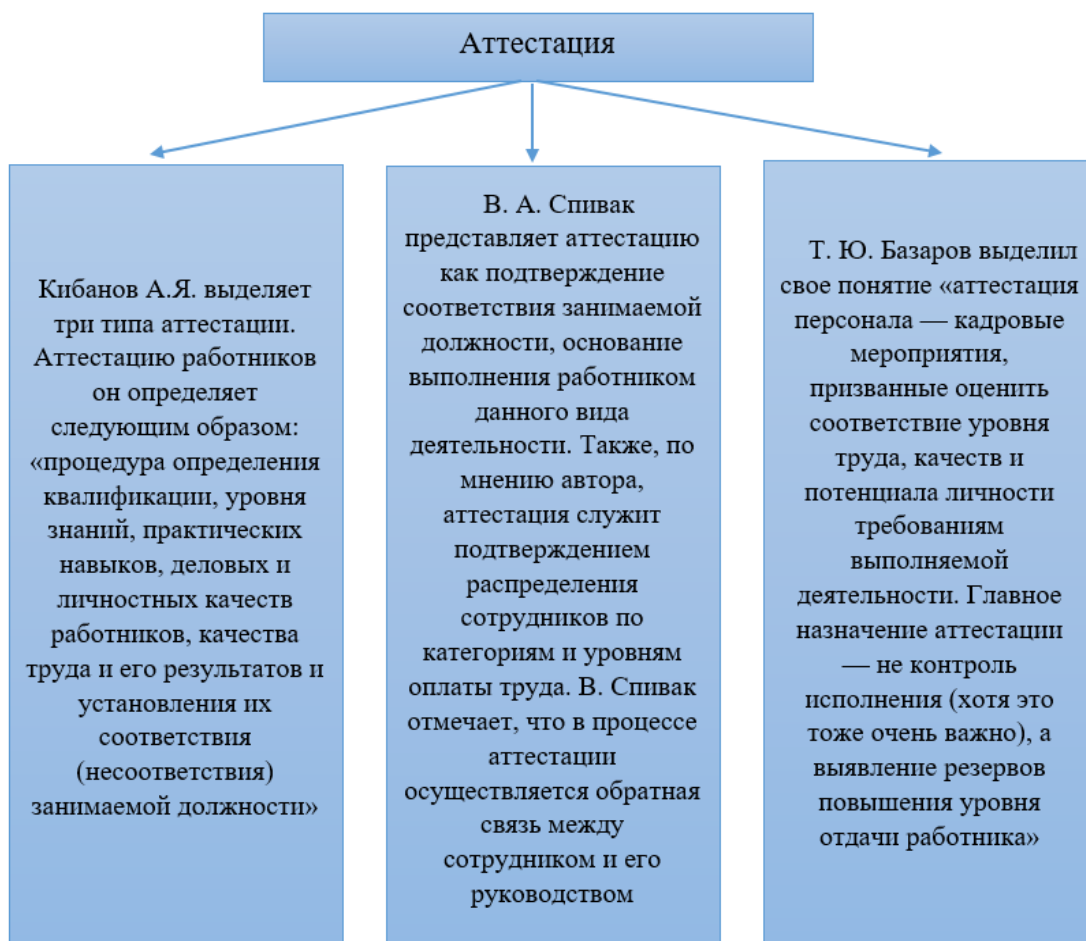 Аттестация
Кибанов А.Я. выделяет
три типа аттестации.
Аттестацию работников
он определяет
следующим образом:
«процедура определения
квалификации, уровня
знаний, практических
навыков, деловых и
личностных качеств
работников, качества
труда и его результатов и
установления их
соответствия
(несоответствия)
занимаемой должности»
В. А. Спивак
представляет аттестацию
как подтверждение
соответствия занимаемой
должности, основание
выполнения работником
данного вида
деятельности. Также, по
мнению автора,
аттестация служит
подтверждением
распределения
сотрудников по
категориям и уровням
оплаты труда. В. Спивак
отмечает, что в процессе
аттестации
осуществляется обратная
связь между
сотрудником и его
руководством
Т. Ю. Базаров выделил
свое понятие «аттестация
персонала — кадровые
мероприятия,
призванные оценить
соответствие уровня
труда, качеств и
потенциала личности
требованиям
выполняемой
деятельности. Главное
назначение аттестации
— не контроль
исполнения (хотя это
тоже очень важно), а
выявление резервов
повышения уровня
отдачи работника»